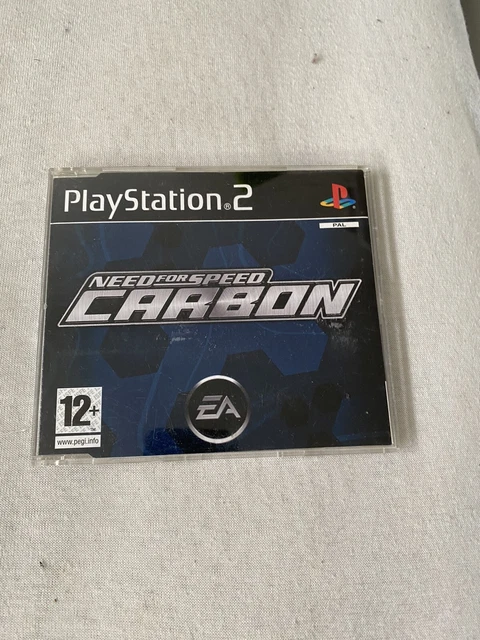 PlayStation®2
PAL
NEED FOR SPEED
CARBON
12+
www.pegi.info
EA